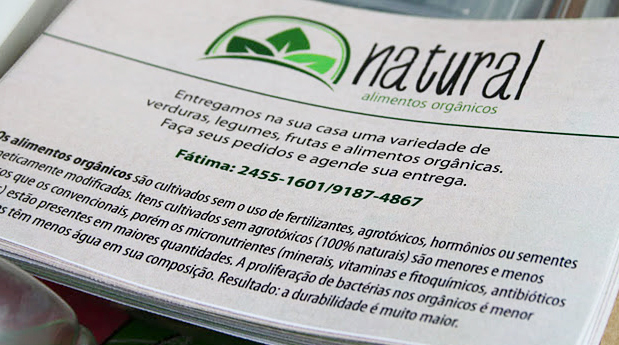 natural
alimentos orgânicos
Entregamos na sua casa uma variedade de
verduras, legumes, frutas e alimentos orgânicas.
Faça seus pedidos e agende sua entrega.
Fátima: 2455-1601/9187-4867
Os alimentos orgânicos são cultivados sem o uso de fertilizantes, agrotóxicos, hormônios ou sementes
modificadas. Itens cultivados sem agrotóxicos (100% naturais) são menores e menos
que os convencionais, porém os micronutrientes (minerais, vitaminas e fitoquímicos, antibióticos
estão presentes em maiores quantidades. A proliferação de bactérias nos orgânicos é menor
têm menos água em sua composição. Resultado: a durabilidade é muito maior.